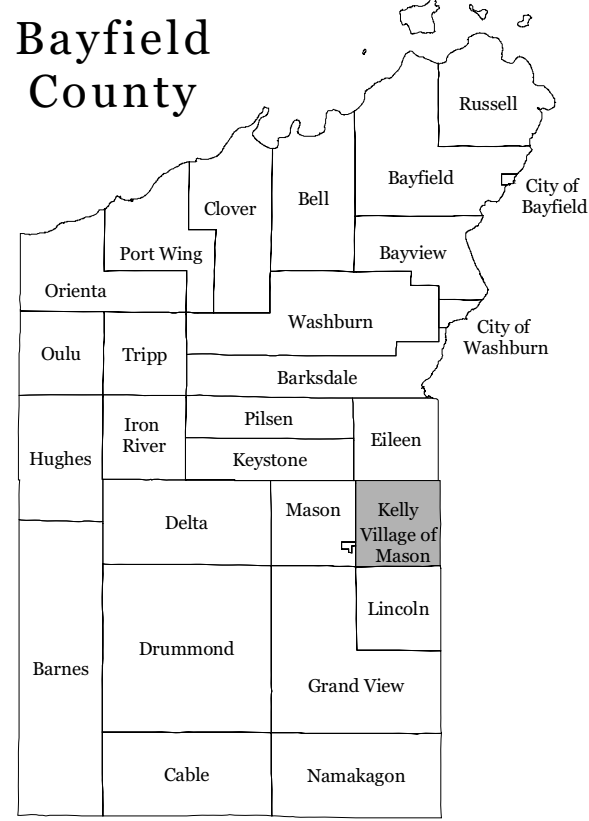 Bayfield
County
Russell
Bayfield
City of
Bayfield
Clover
Bell
Port Wing
Bayview
Orienta
Washburn
City of
Washburn
Oulu
Tripp
Barksdale
Iron
River
Pilsen
Eileen
Hughes
Keystone
Delta
Mason
Kelly
Village of
Mason
Lincoln
Drummond
Barnes
Grand View
Cable
Namakagon